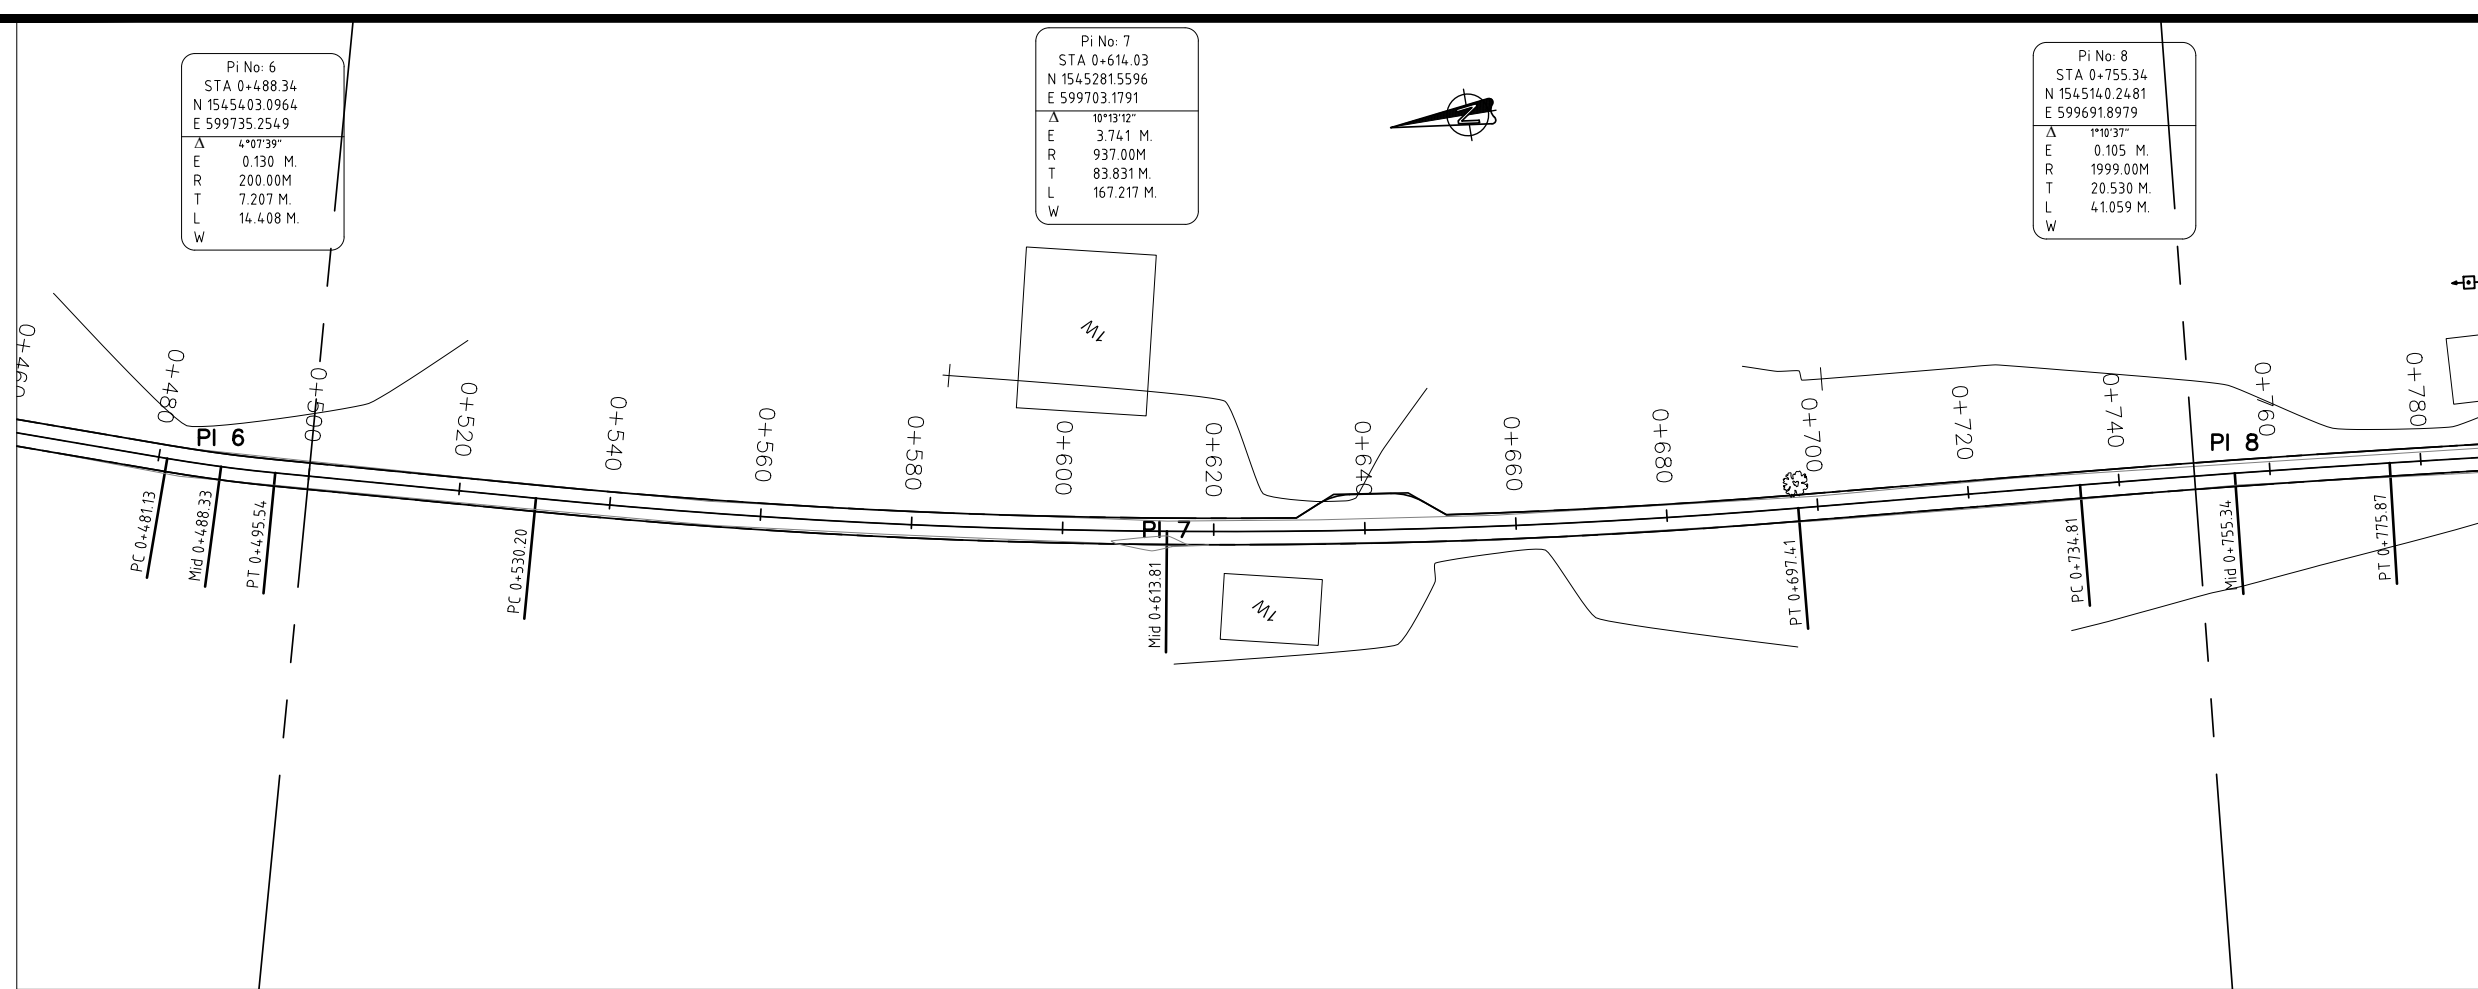 Pi No: 6
STA 0+488.34
N 1545403.0964
E 599735.2549
Δ 4°07'39"
E 0.130 M.
R 200.00M
T 7.207 M.
L 14.408 M.
W
Pi No: 7
STA 0+614.03
N 1545281.5596
E 599703.1791
Δ 10°13'12"
E 3.741 M.
R 937.00M
T 83.831 M.
L 167.217 M.
W
Pi No: 8
STA 0+755.34
N 1545140.2481
E 599691.8979
Δ 1°10'37"
E 0.105 M.
R 1999.00M
T 20.530 M.
L 41.059 M.
W
N
TW
0+460
0+480
0+500
0+520
0+540
0+560
0+580
0+600
0+620
0+640
0+660
0+680
0+700
0+720
0+740
0+760
0+780
PI 6
PI 7
PI 8
PC 0+481.13
Mid 0+488.33
PT 0+495.54
PC 0+530.20
Mid 0+613.81
TW
PT 0+697.41
PC 0+734.81
Mid 0+755.34
PT 0+775.87